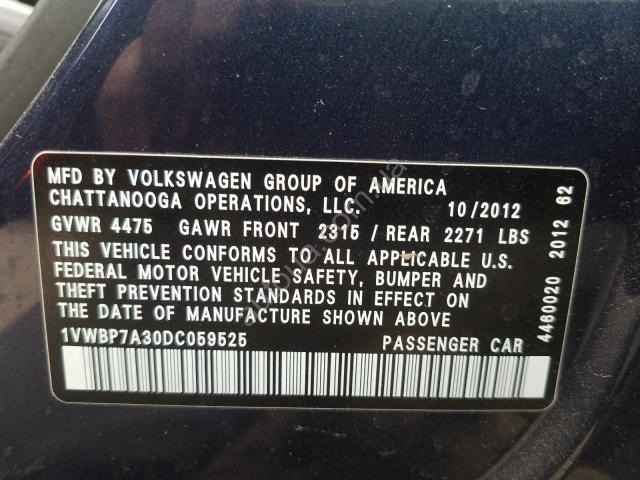 MFD BY VOLKSWAGEN GROUP OF AMERICA
CHATTANOOGA OPERATIONS, LLC. 10/2012
GVWR 4475 GAWR FRONT 2315 / REAR 2271 LBS
THIS VEHICLE CONFORMS TO ALL APPLICABLE U.S.
FEDERAL MOTOR VEHICLE SAFETY, BUMPER AND
THEFT PREVENTION STANDARDS IN EFFECT ON
THE DATE OF MANUFACTURE SHOWN ABOVE
1VWBP7A30DC059525 PASSENGER CAR
4460020 2012 62